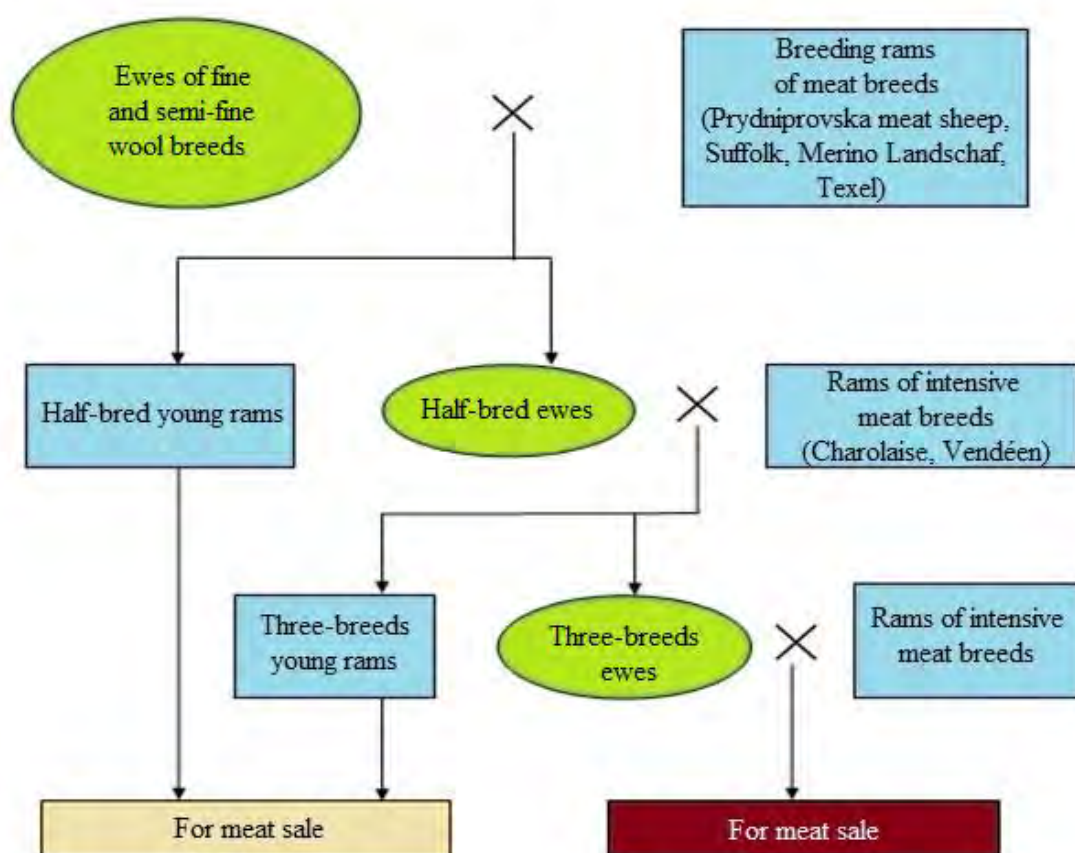 Ewes of fine
and semi-fine
wool breeds
Breeding rams
of meat breeds
(Prydniprovska meat sheep,
Suffolk, Merino Landschaf,
Texel)
Half-bred young rams
Half-bred ewes
Rams of intensive
meat breeds
(Charolaise, Vendéen)
Three-breeds
young rams
Three-breeds
ewes
Rams of intensive
meat breeds
For meat sale
For meat sale